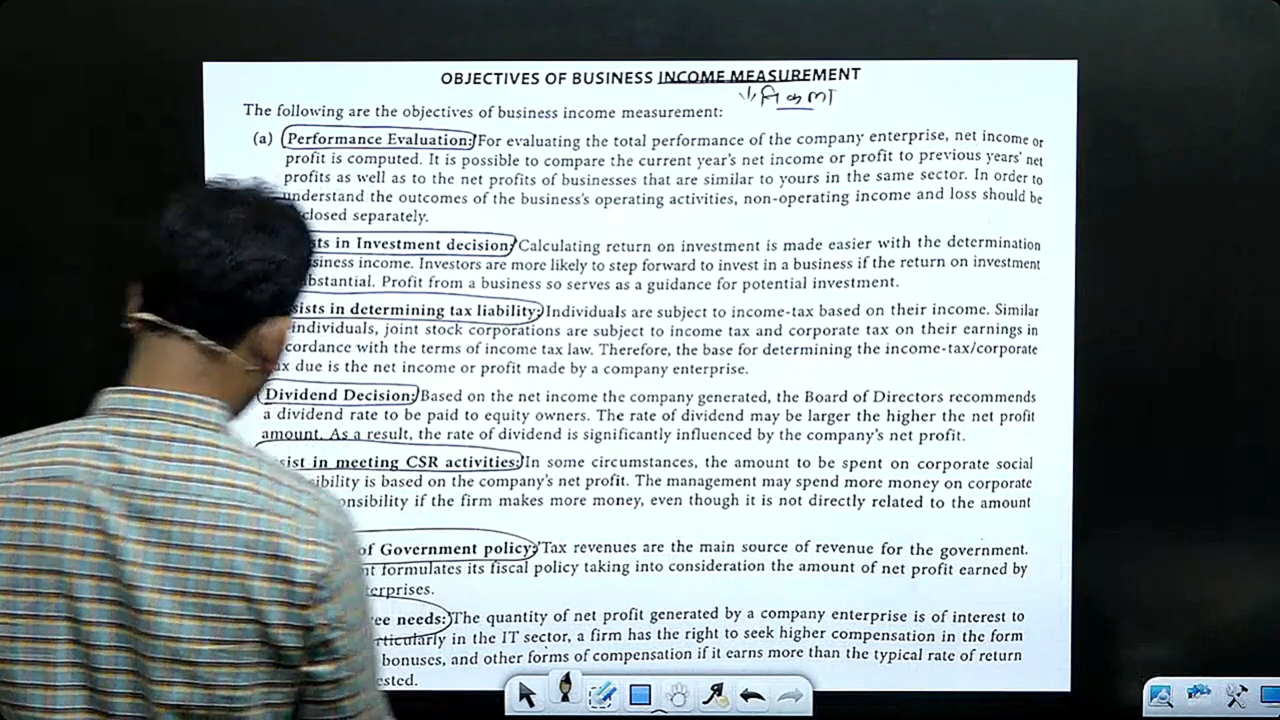 OBJECTIVES OF BUSINESS INCOME MEASUREMENT
The following are the objectives of business income measurement:
(a) Performance Evaluation: For evaluating the total performance of the company enterprise, net income or
profit is computed. It is possible to compare the current year's net income or profit to previous years' net
profits as well as to the net profits of businesses that are similar to yours in the same sector. In order to
understand the outcomes of the business's operating activities, non-operating income and loss should be
closed separately.
in Investment decision: Calculating return on investment is made easier with the determination
income. Investors are more likely to step forward to invest in a business if the return on investment
Profit from a business so serves as a guidance for potential investment.
in determining tax liability: Individuals are subject to income-tax based on their income. Similar
individuals, joint stock corporations are subject to income tax and corporate tax on their earnings in
with the terms of income tax law. Therefore, the base for determining the income-tax/corporate
due is the net income or profit made by a company enterprise.
Dividend Decision: Based on the net income the company generated, the Board of Directors recommends
a dividend rate to be paid to equity owners. The rate of dividend may be larger the higher the net profit
amount. As a result, the rate of dividend is significantly influenced by the company's net profit.
in meeting CSR activities: In some circumstances, the amount to be spent on corporate social
is based on the company's net profit. The management may spend more money on corporate
if the firm makes more money, even though it is not directly related to the amount
of Government policy: Tax revenues are the main source of revenue for the government.
formulates its fiscal policy taking into consideration the amount of net profit earned by
needs: The quantity of net profit generated by a company enterprise is of interest to
in the IT sector, a firm has the right to seek higher compensation in the form
bonuses, and other forms of compensation if it earns more than the typical rate of return